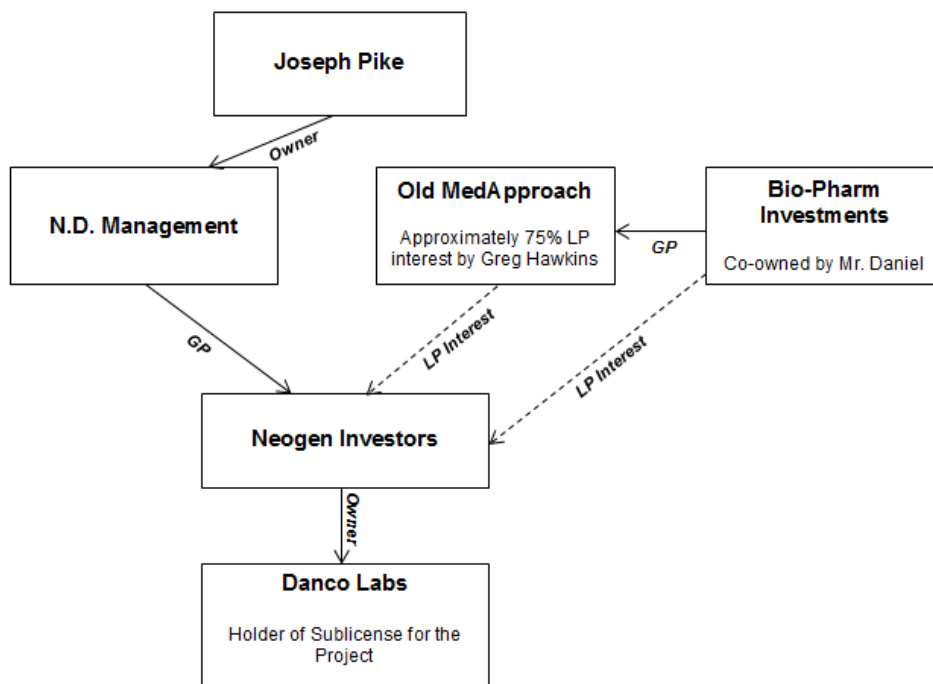 Joseph Pike
Owner
N.D. Management
Old MedApproach
Approximately 75% LP
interest by Greg Hawkins
GP
Bio-Pharm
Investments
Co-owned by Mr. Daniel
GP
LP Interest
LP Interest
Neogen Investors
Owner
Danco Labs
Holder of Sublicense for the
Project